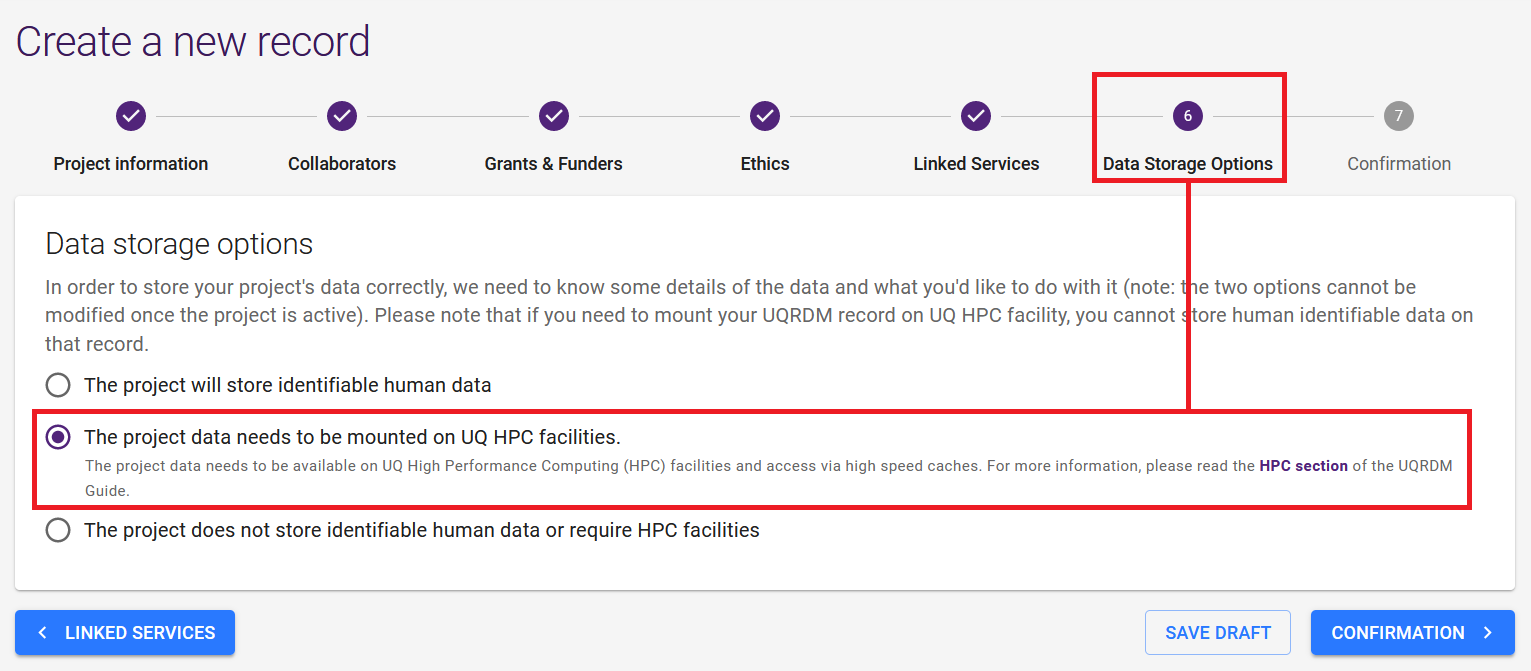 Create a new record
6
7
Project information
Collaborators
Grants & Funders
Ethics
Linked Services
Data Storage Options
Confirmation
Data storage options
In order to store your project's data correctly, we need to know some details of the data and what you'd like to do with it (note: the two options cannot be
modified once the project is active). Please note that if you need to mount your UQRDM record on UQ HPC facility, you cannot store human identifiable data on
that record.
The project will store identifiable human data
The project data needs to be mounted on UQ HPC facilities.
The project data needs to be available on UQ High Performance Computing (HPC) facilities and access via high speed caches. For more information, please read the HPC section of the UQRDM
Guide.
The project does not store identifiable human data or require HPC facilities
LINKED SERVICES
SAVE DRAFT
CONFIRMATION